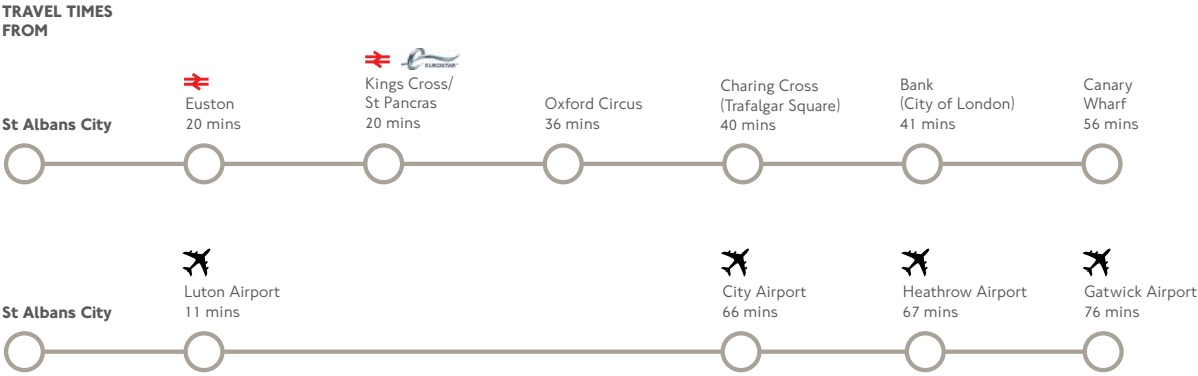 TRAVEL TIMES
FROM
St Albans City
Euston
20 mins
EUROSTAR
Kings Cross/
St Pancras
20 mins
Oxford Circus
36 mins
Charing Cross
(Trafalgar Square)
40 mins
Bank
(City of London)
41 mins
Canary
Wharf
56 mins
St Albans City
Luton Airport
11 mins
City Airport
66 mins
Heathrow Airport
67 mins
Gatwick Airport
76 mins